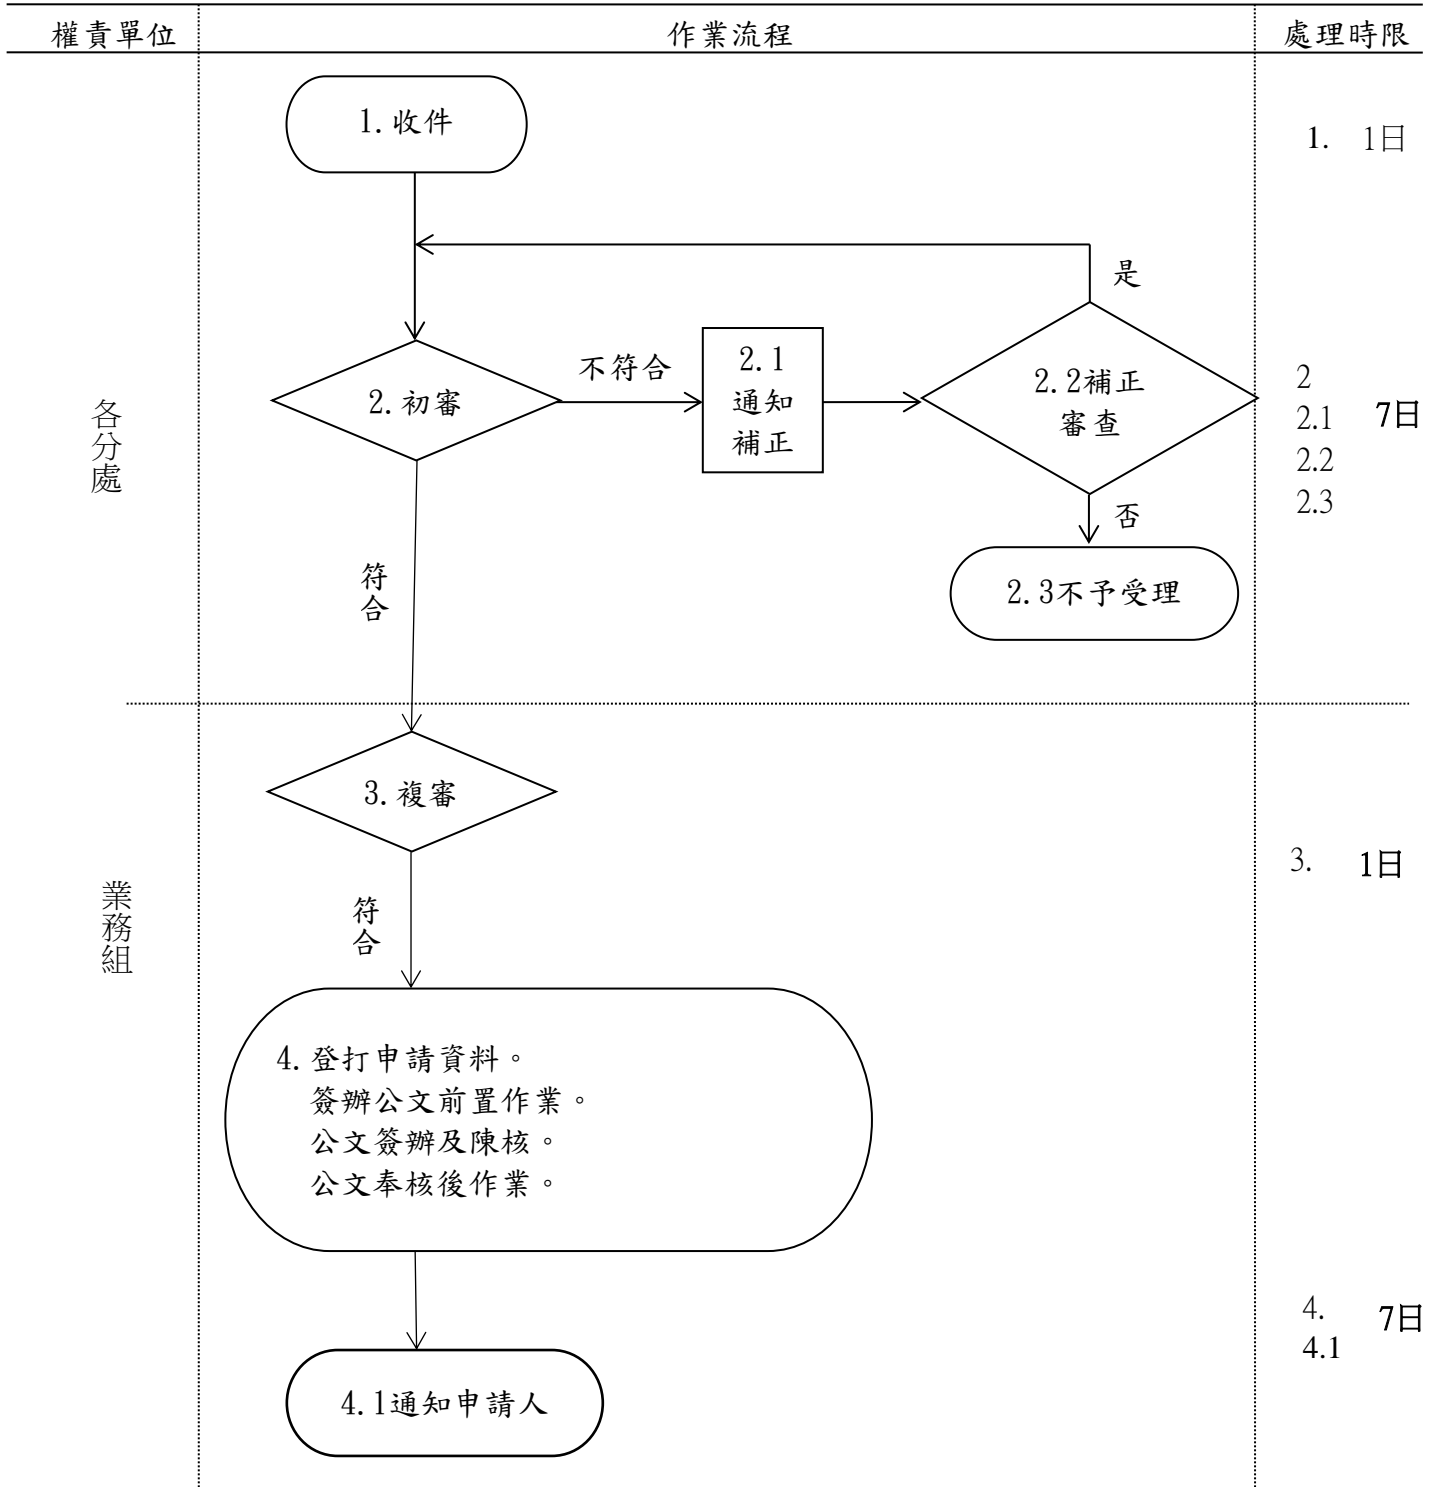 權責單位
作業流程
處理時限
1.收件
1. 1日
是
不符合
2.1
通知
補正
2.初審
2.2補正
審查
各分處
2
2.1 7日
2.2
2.3
否
符合
2.3不予受理
3.複審
業務組
3. 1日
符合
4.登打申請資料。
簽辦公文前置作業。
公文簽辦及陳核。
公文奉核後作業。
4. 7日
4.1
4.1通知申請人